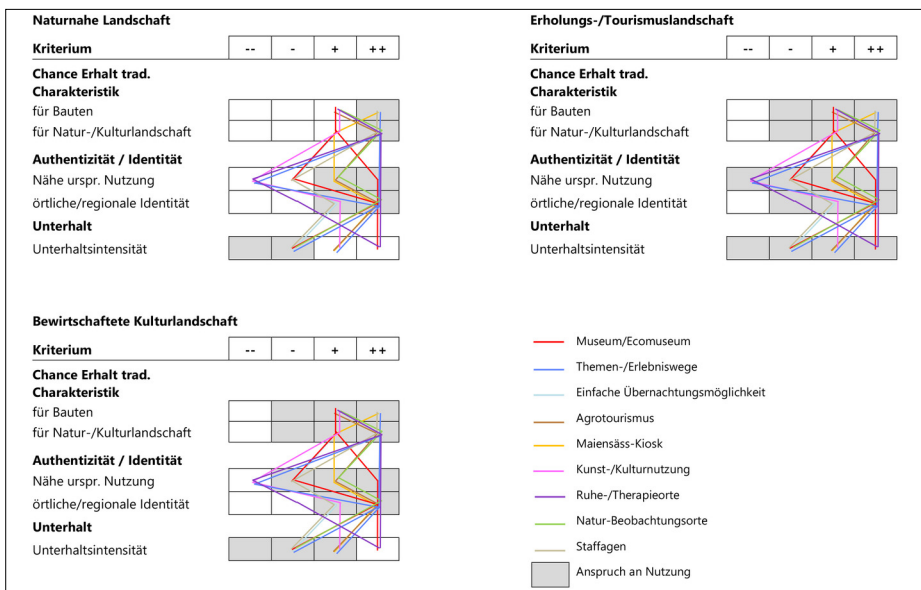 Naturnahe Landschaft
Kriterium -- - + ++
Chance Erhalt trad.
Charakteristik
für Bauten
für Natur-/Kulturlandschaft
Authentizität / Identität
Nähe urspr. Nutzung
örtliche/regionale Identität
Unterhalt
Unterhaltsintensität
Erholungs-/Tourismuslandschaft
Kriterium -- - + ++
Chance Erhalt trad.
Charakteristik
für Bauten
für Natur-/Kulturlandschaft
Authentizität / Identität
Nähe urspr. Nutzung
örtliche/regionale Identität
Unterhalt
Unterhaltsintensität
Bewirtschaftete Kulturlandschaft
Kriterium -- - + ++
Chance Erhalt trad.
Charakteristik
für Bauten
für Natur-/Kulturlandschaft
Authentizität / Identität
Nähe urspr. Nutzung
örtliche/regionale Identität
Unterhalt
Unterhaltsintensität
Museum/Ecomuseum
Themen-/Erlebniswege
Einfache Übernachtungsmöglichkeit
Agrotourismus
Maiensäss-Kiosk
Kunst-/Kulturnutzung
Ruhe-/Therapieorte
Natur-Beobachtungsorte
Staffagen
Anspruch an Nutzung